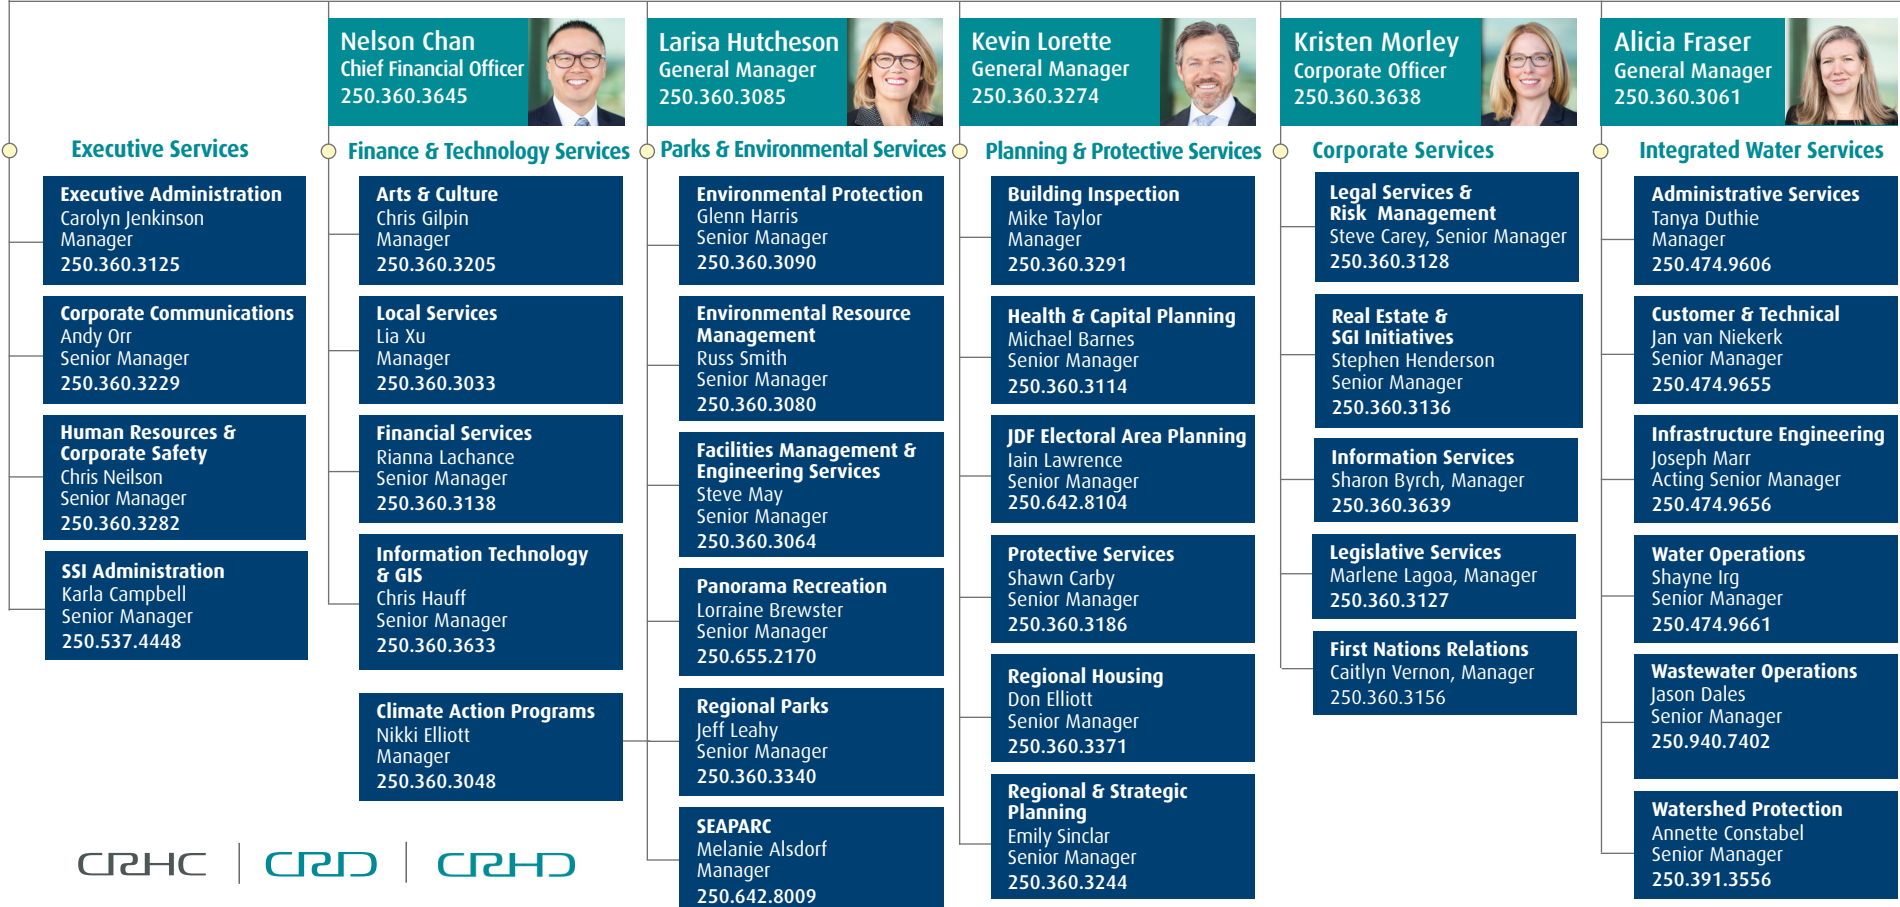 Nelson Chan
Chief Financial Officer
250.360.3645
Larisa Hutcheson
General Manager
250.360.3085
Kevin Lorette
General Manager
250.360.3274
Kristen Morley
Corporate Officer
250.360.3638
Alicia Fraser
General Manager
250.360.3061
Executive Services
Executive Administration
Carolyn Jenkinson
Manager
250.360.3125
Corporate Communications
Andy Orr
Senior Manager
250.360.3229
Human Resources &
Corporate Safety
Chris Neilson
Senior Manager
250.360.3282
SSI Administration
Karla Campbell
Senior Manager
250.537.4448
Finance & Technology Services
Arts & Culture
Chris Gilpin
Manager
250.360.3205
Local Services
Lia Xu
Manager
250.360.3033
Financial Services
Rianna Lachance
Senior Manager
250.360.3138
Information Technology
& GIS
Chris Hauff
Senior Manager
250.360.3633
Climate Action Programs
Nikki Elliott
Manager
250.360.3048
Parks & Environmental Services
Environmental Protection
Glenn Harris
Senior Manager
250.360.3090
Environmental Resource
Management
Russ Smith
Senior Manager
250.360.3080
Facilities Management &
Engineering Services
Steve May
Senior Manager
250.360.3064
Panorama Recreation
Lorraine Brewster
Senior Manager
250.655.2170
Regional Parks
Jeff Leahy
Senior Manager
250.360.3340
SEAPARC
Melanie Alsdorf
Manager
250.642.8009
Planning & Protective Services
Building Inspection
Mike Taylor
Manager
250.360.3291
Health & Capital Planning
Michael Barnes
Senior Manager
250.360.3114
JDF Electoral Area Planning
Iain Lawrence
Senior Manager
250.642.8104
Protective Services
Shawn Carby
Senior Manager
250.360.3186
Regional Housing
Don Elliott
Senior Manager
250.360.3371
Regional & Strategic
Planning
Emily Sinclar
Senior Manager
250.360.3244
Corporate Services
Legal Services &
Risk Management
Steve Carey, Senior Manager
250.360.3128
Real Estate &
SGI Initiatives
Stephen Henderson
Senior Manager
250.360.3136
Information Services
Sharon Byrch, Manager
250.360.3639
Legislative Services
Marlene Lagoa, Manager
250.360.3127
First Nations Relations
Caitlyn Vernon, Manager
250.360.3156
Integrated Water Services
Administrative Services
Tanya Duthie
Manager
250.474.9606
Customer & Technical
Jan van Niekerk
Senior Manager
250.474.9655
Infrastructure Engineering
Joseph Marr
Acting Senior Manager
250.474.9656
Water Operations
Shayne Irg
Senior Manager
250.474.9661
Wastewater Operations
Jason Dales
Senior Manager
250.940.7402
Watershed Protection
Annette Constabel
Senior Manager
250.391.3556
CRHC
CRD
CRHD